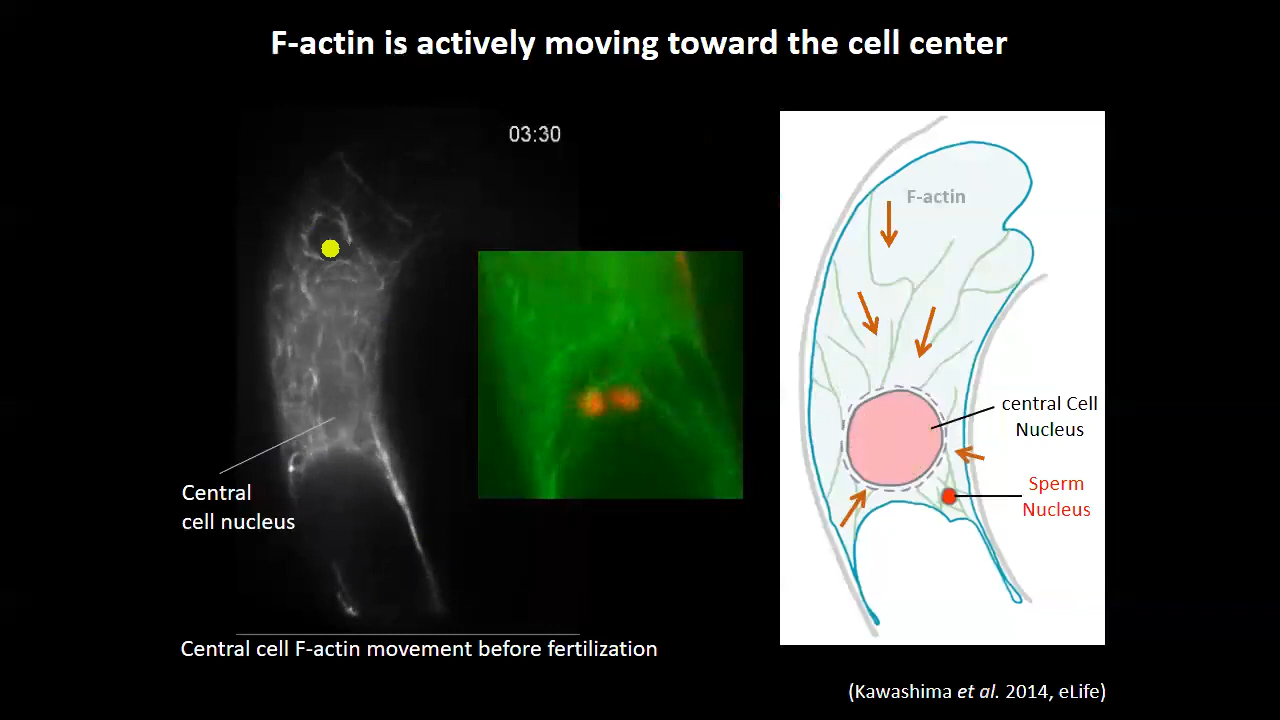 F-actin is actively moving toward the cell center
03:30
F-actin
central Cell
Nucleus
Sperm
Nucleus
Central
cell nucleus
Central cell F-actin movement before fertilization
(Kawashima et al. 2014, eLife)